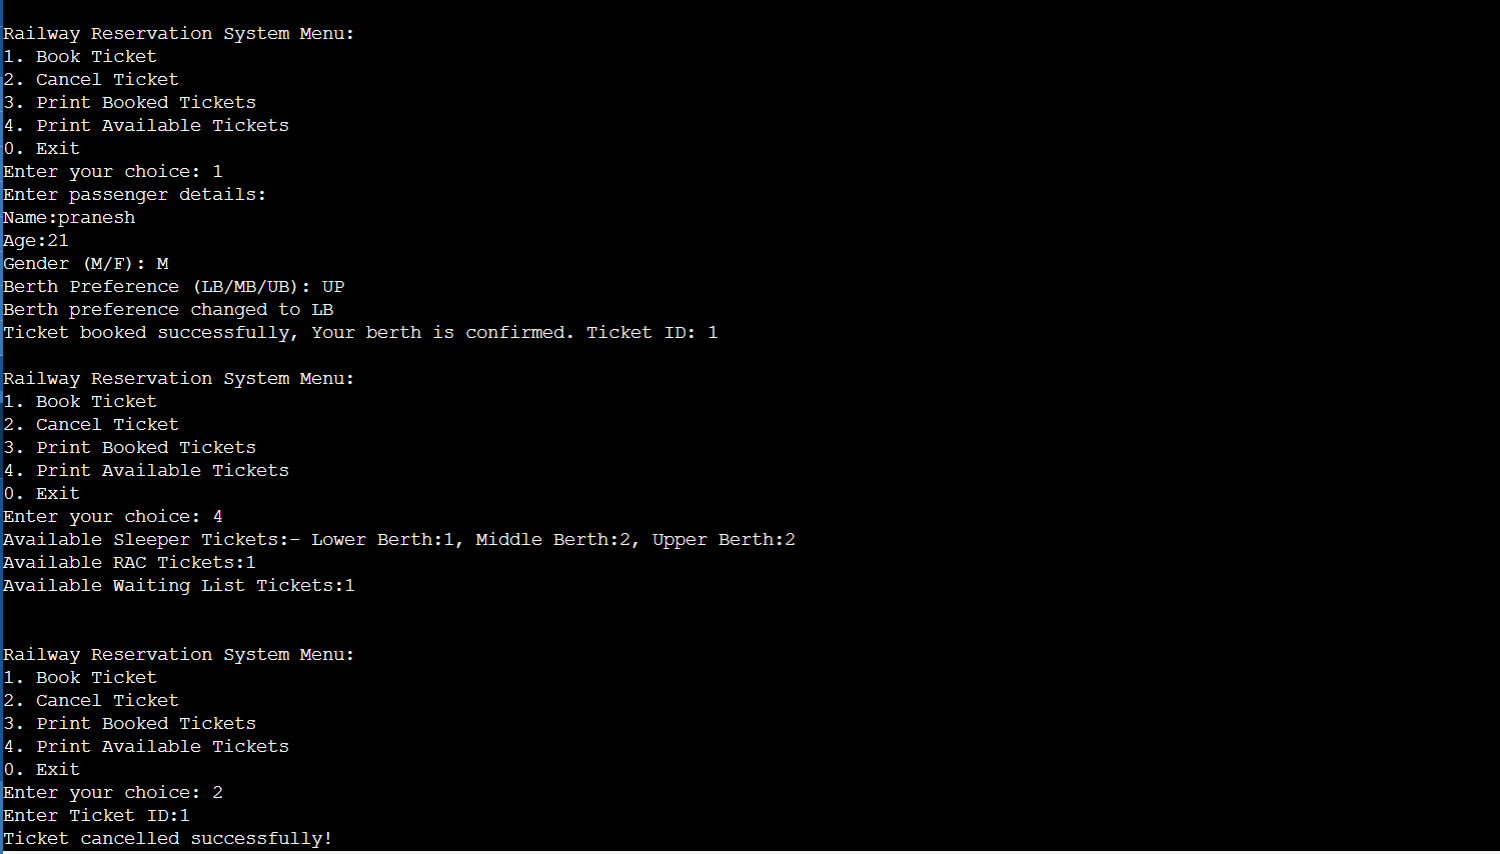 Railway Reservation System Menu:
1. Book Ticket
2. Cancel Ticket
3. Print Booked Tickets
4. Print Available Tickets
0. Exit
Enter your choice: 1
Enter passenger details:
Name:pranesh
Age:21
Gender (M/F): M
Berth Preference (LB/MB/UB): UP
Berth preference changed to LB
Ticket booked successfully, Your berth is confirmed. Ticket ID: 1
Railway Reservation System Menu:
1. Book Ticket
2. Cancel Ticket
3. Print Booked Tickets
4. Print Available Tickets
0. Exit
Enter your choice: 4
Available Sleeper Tickets:- Lower Berth:1, Middle Berth:2, Upper Berth:2
Available RAC Tickets:1
Available Waiting List Tickets:1
Railway Reservation System Menu:
1. Book Ticket
2. Cancel Ticket
3. Print Booked Tickets
4. Print Available Tickets
0. Exit
Enter your choice: 2
Enter Ticket ID:1
Ticket cancelled successfully!